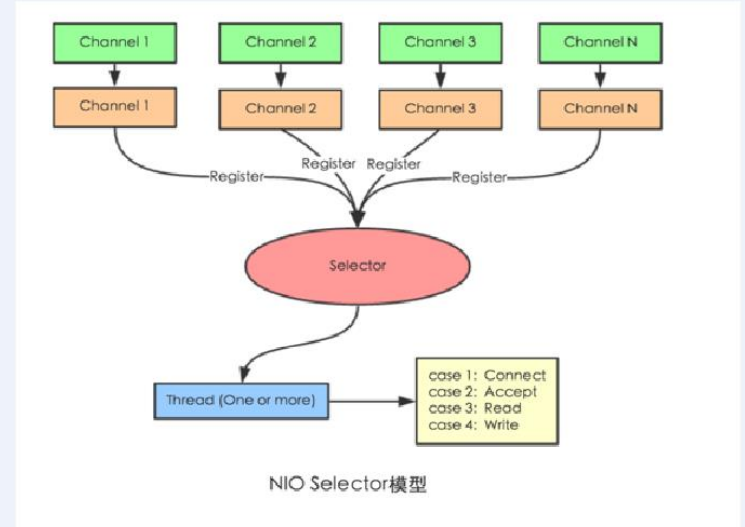 Channel 1
Channel 2
Channel 3
Channel N
Channel 1
Channel 2
Channel 3
Channel N
Register
Register
Register
Register
Selector
Thread (One or more)
case 1: Connect
case 2: Accept
case 3: Read
case 4: Write
NIO Selector模型